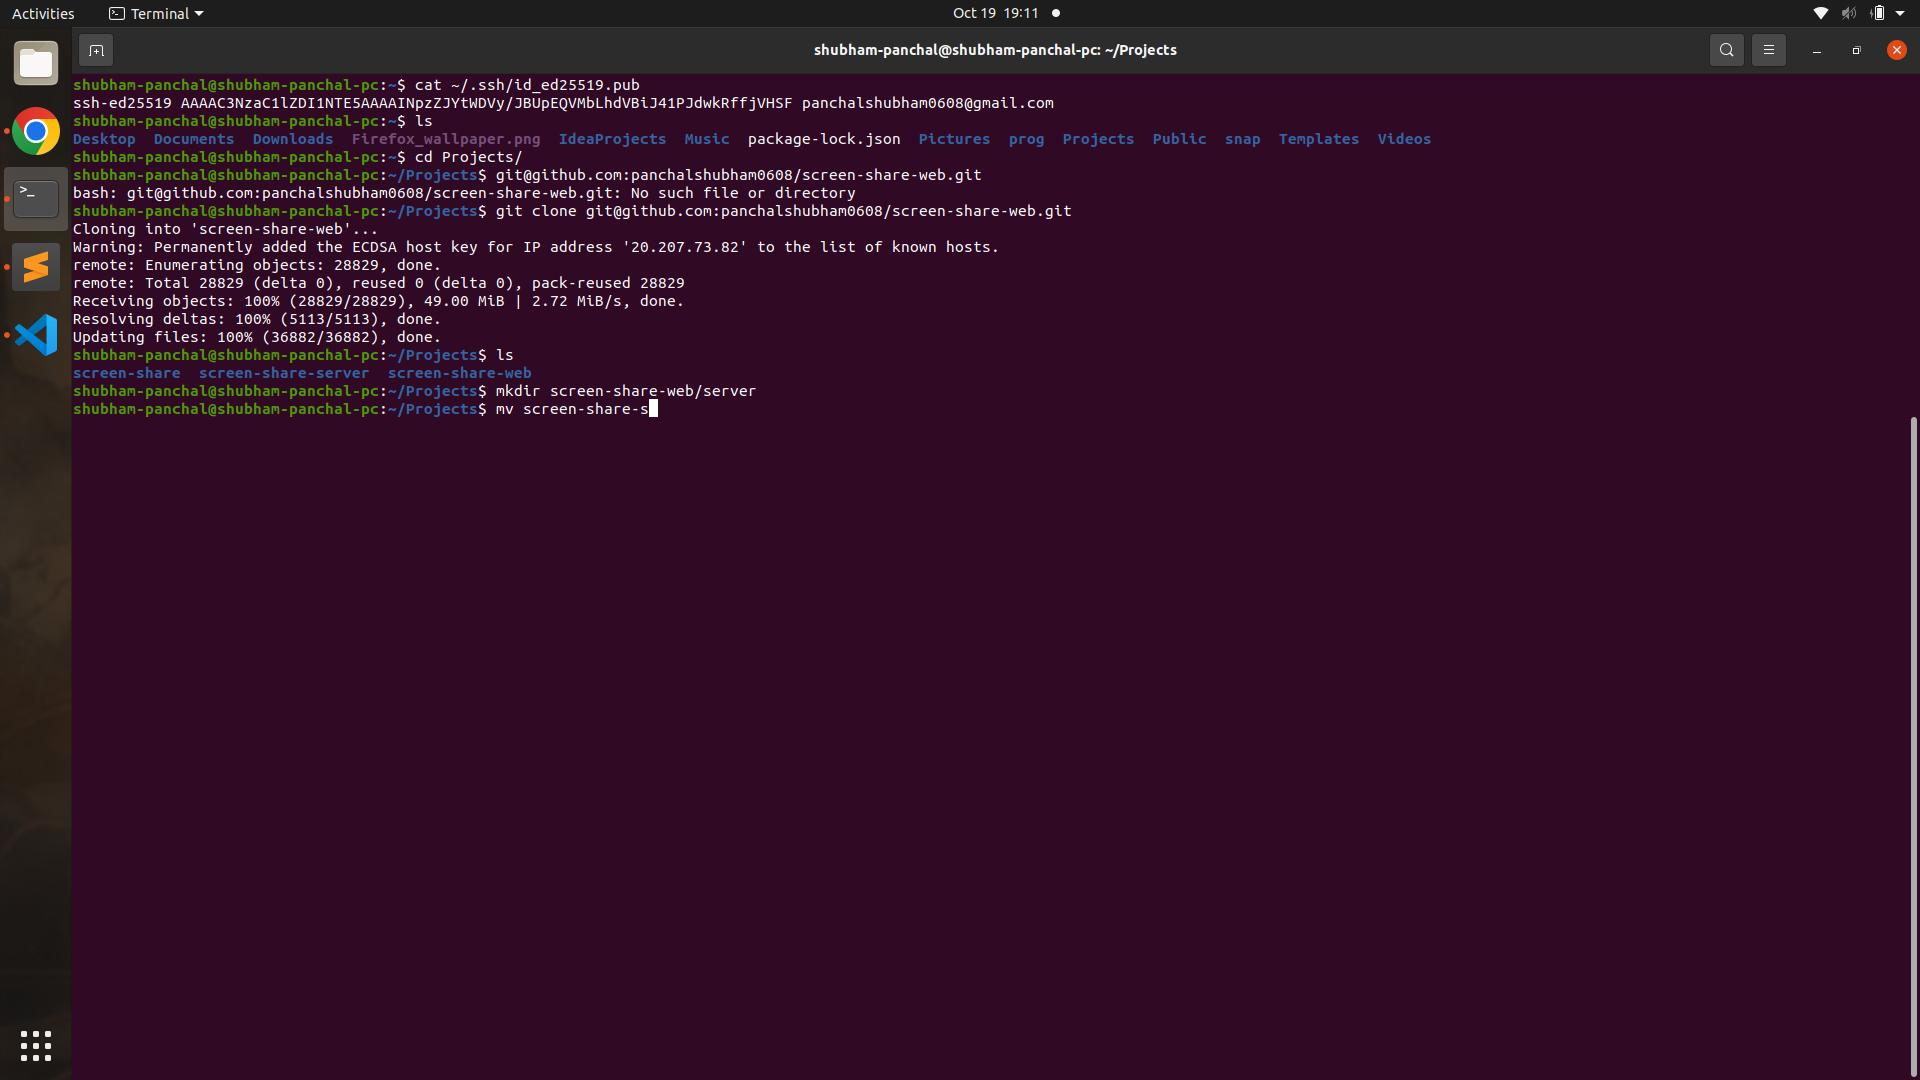 Activities
Terminal
Oct 19 19:11
shubham-panchal@shubham-panchal-pc: ~/Projects
shubham-panchal@shubham-panchal-pc:~$ cat ~/.ssh/id_ed25519.pub
ssh-ed25519 AAAAC3NzaC1lZDI1NTE5AAAAINpzZJYtWDVy/JBUpEQVMbLhdVBiJ41PJdwkRffjVHSF panchalshubham0608@gmail.com
shubham-panchal@shubham-panchal-pc:~$ ls
Desktop Documents Downloads Firefox_wallpaper.png IdeaProjects Music package-lock.json Pictures prog Projects Public snap Templates Videos
shubham-panchal@shubham-panchal-pc:~$ cd Projects/
shubham-panchal@shubham-panchal-pc:~/Projects$ git@github.com:panchalshubham0608/screen-share-web.git
bash: git@github.com:panchalshubham0608/screen-share-web.git: No such file or directory
shubham-panchal@shubham-panchal-pc:~/Projects$ git clone git@github.com:panchalshubham0608/screen-share-web.git
Cloning into 'screen-share-web'...
Warning: Permanently added the ECDSA host key for IP address '20.207.73.82' to the list of known hosts.
remote: Enumerating objects: 28829, done.
remote: Total 28829 (delta 0), reused 0 (delta 0), pack-reused 28829
Receiving objects: 100% (28829/28829), 49.00 MiB | 2.72 MiB/s, done.
Resolving deltas: 100% (5113/5113), done.
Updating files: 100% (36882/36882), done.
shubham-panchal@shubham-panchal-pc:~/Projects$ ls
screen-share screen-share-server screen-share-web
shubham-panchal@shubham-panchal-pc:~/Projects$ mkdir screen-share-web/server
shubham-panchal@shubham-panchal-pc:~/Projects$ mv screen-share-s